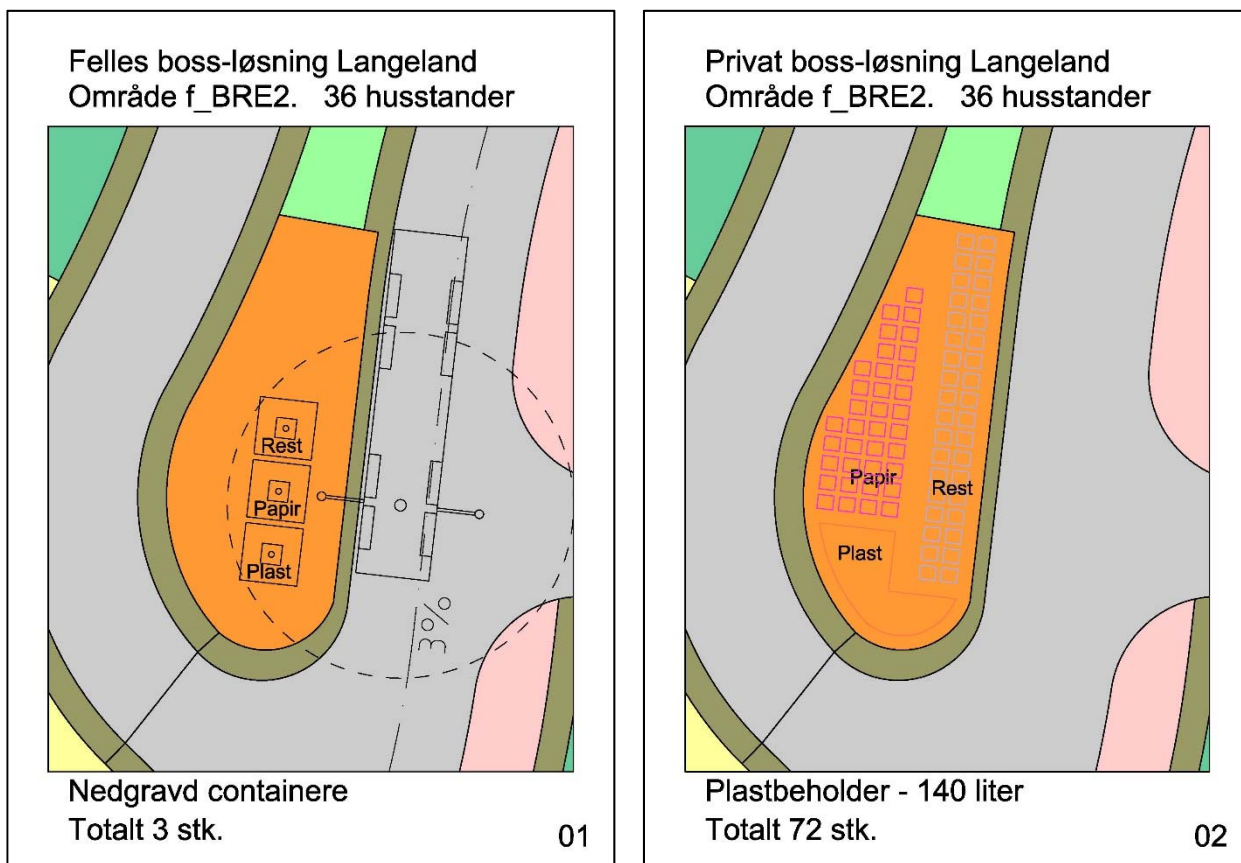 Felles boss-løsning Langeland
Område f_BRE2. 36 husstander
Rest
Papir
Plast
3%
Nedgravd containere
Totalt 3 stk.
01
Privat boss-løsning Langeland
Område f_BRE2. 36 husstander
Papir
Rest
Plast
Plastbeholder - 140 liter
Totalt 72 stk.
02